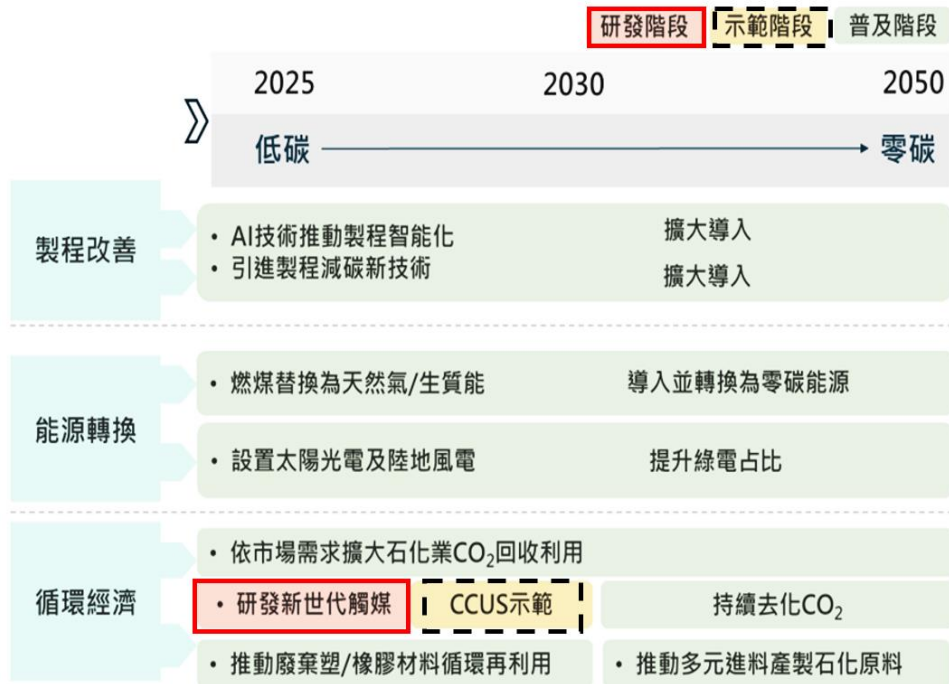 研發階段 示範階段 普及階段
2025 2030 2050
低碳 零碳
製程改善
• AI技術推動製程智能化 擴大導入
• 引進製程減碳新技術 擴大導入
能源轉換
• 燃煤替換為天然氣/生質能 導入並轉換為零碳能源
• 設置太陽光電及陸地風電 提升綠電占比
循環經濟
• 依市場需求擴大石化業CO₂回收利用
• 研發新世代觸媒 CCUS示範 持續去化CO₂
• 推動廢棄塑/橡膠材料循環再利用 • 推動多元進料產製石化原料